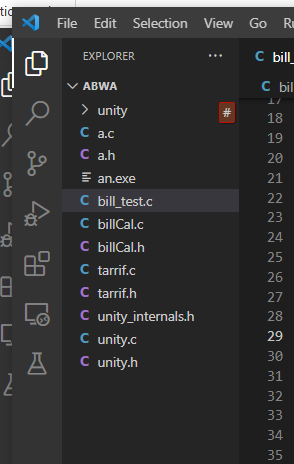 tio
File Edit Selection View Go Ru
EXPLORER ...
bill_
ABWA
bil
unity
#
a.c
a.h
an.exe
bill_test.c
billCal.c
billCal.h
tarrif.c
tarrif.h
unity_internals.h
unity.c
unity.h
C
C
C
C
C
C
C
C
C
C
C
17
18
19
20
21
22
23
24
25
26
27
28
29
30
31
32
33
34
35